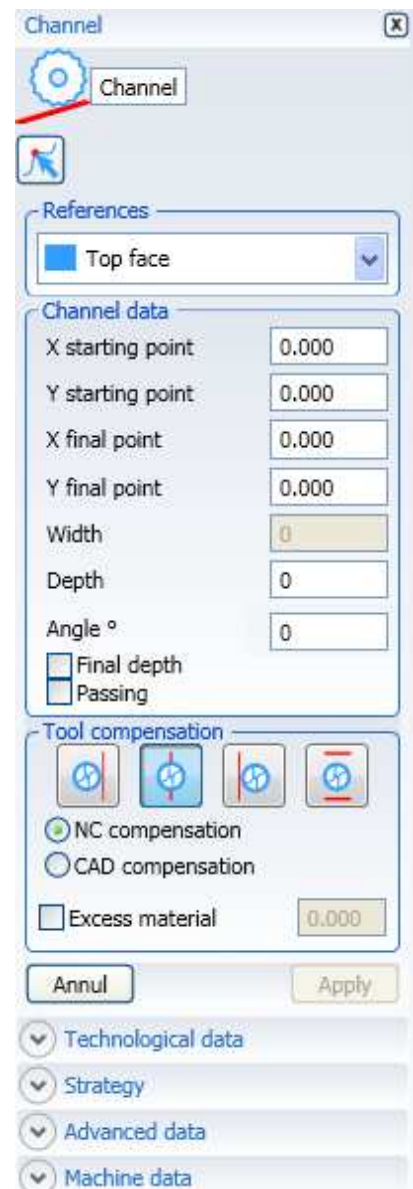 Channel
Channel
References
Top face
Channel data
X starting point 0.000
Y starting point 0.000
X final point 0.000
Y final point 0.000
Width 0
Depth 0
Angle ° 0
Final depth
Passing
Tool compensation
NC compensation
CAD compensation
Excess material 0.000
Annul Apply
Technological data
Strategy
Advanced data
Machine data